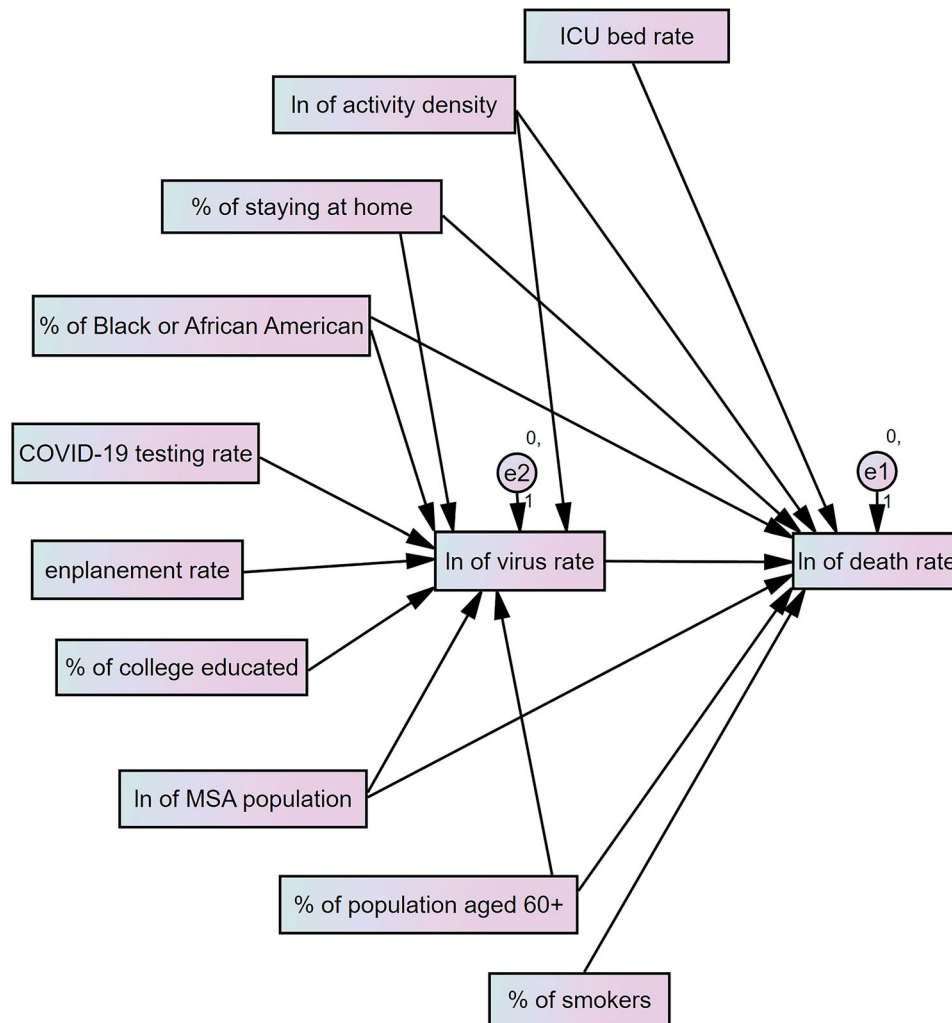 ICU bed rate
ln of activity density
% of staying at home
% of Black or African American
COVID-19 testing rate
0,
e2
1
0,
e1
1
ln of virus rate
ln of death rate
enplanement rate
% of college educated
ln of MSA population
% of population aged 60+
% of smokers